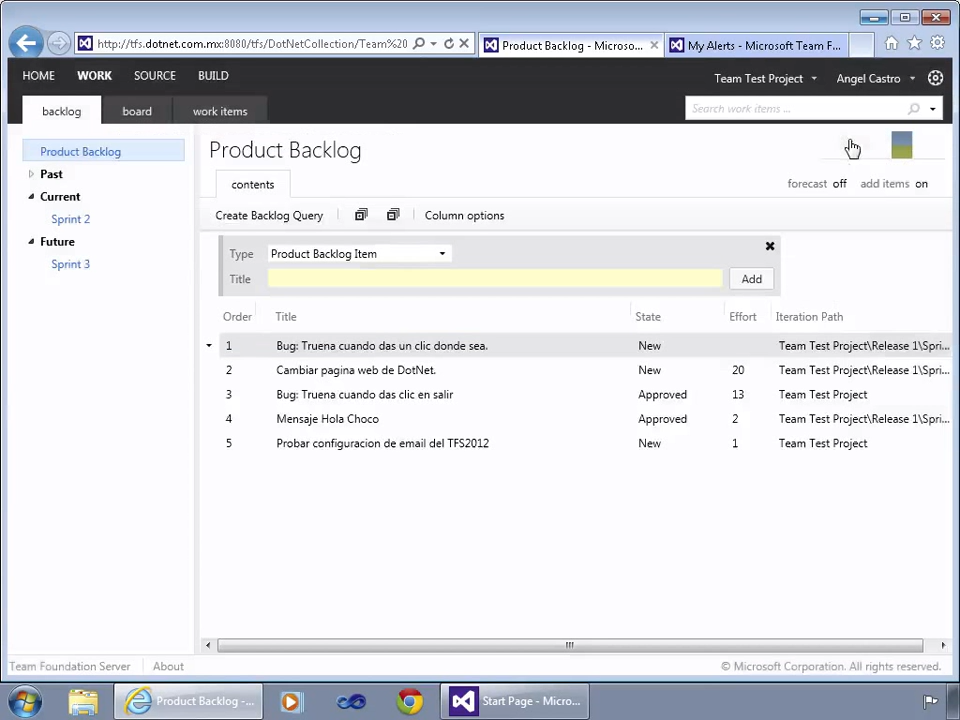 http://tfs.dotnet.com.mx:8080/tfs/DotNetCollection/Team%20
Product Backlog - Microso...
My Alerts - Microsoft Team F...
HOME WORK SOURCE BUILD
Team Test Project
Angel Castro
backlog board work items
Search work items ...
Product Backlog
Past
Current
Sprint 2
Future
Sprint 3
Product Backlog
contents
forecast off add items on
Create Backlog Query Column options
Type Product Backlog Item
Title Add
Order Title State Effort Iteration Path
1 Bug: Truena cuando das un clic donde sea. New Team Test Project\Release 1\Spri...
2 Cambiar pagina web de DotNet. New 20 Team Test Project\Release 1\Spri...
3 Bug: Truena cuando das clic en salir Approved 13 Team Test Project
4 Mensaje Hola Choco Approved 2 Team Test Project\Release 1\Spri...
5 Probar configuracion de email del TFS2012 New 1 Team Test Project
Team Foundation Server About © Microsoft Corporation. All rights reserved.
Product Backlog -... Start Page - Micro...